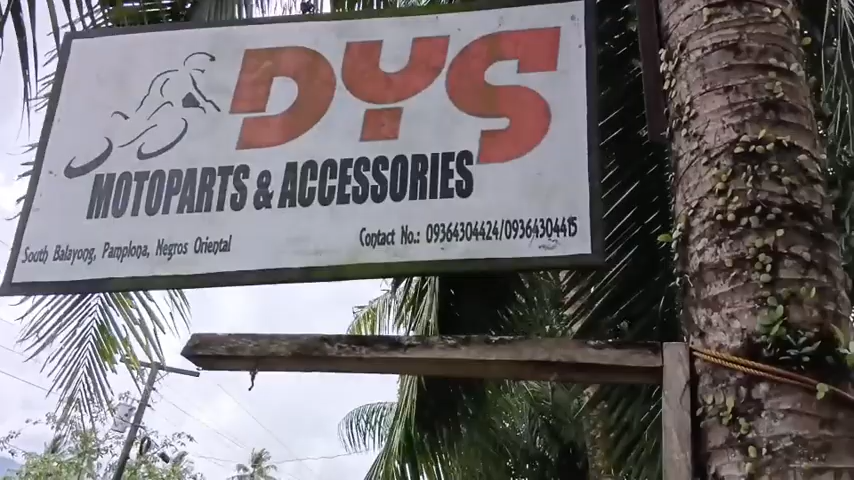 DYS
MOTOPARTS & ACCESSORIES
South Balayong, Pamplona, Negros Oriental
Contact No.: 09364304424/09364304415